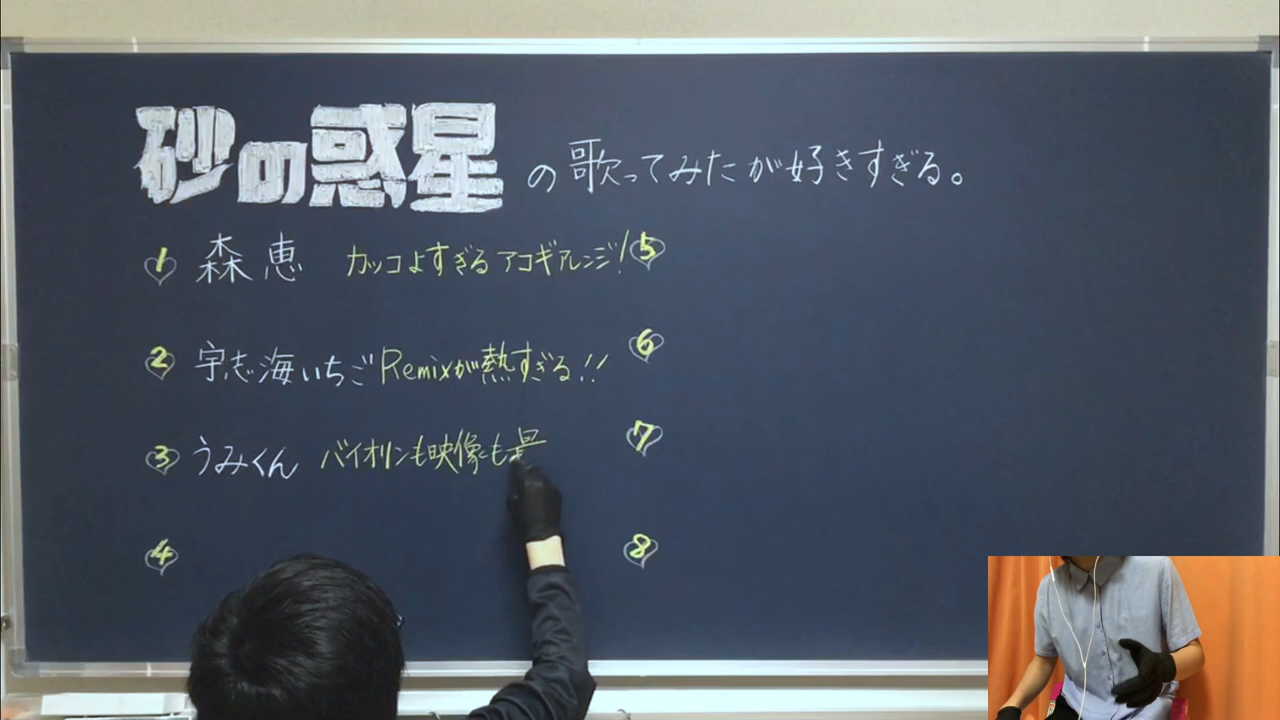 砂の惑星の歌ってみたが好きすぎる。
1 森恵 カッコよすぎるアコギアレンジ!
2 宇志海いちご Remixが熱すぎる!!
3 うみくん バイオリンも映像も最
4
5
6
7
8